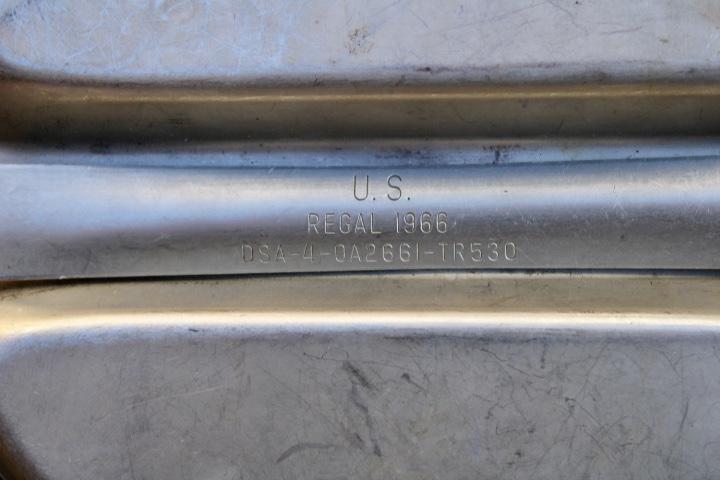 U. S.
REGAL 1966
DSA-4-0A2661-TR530